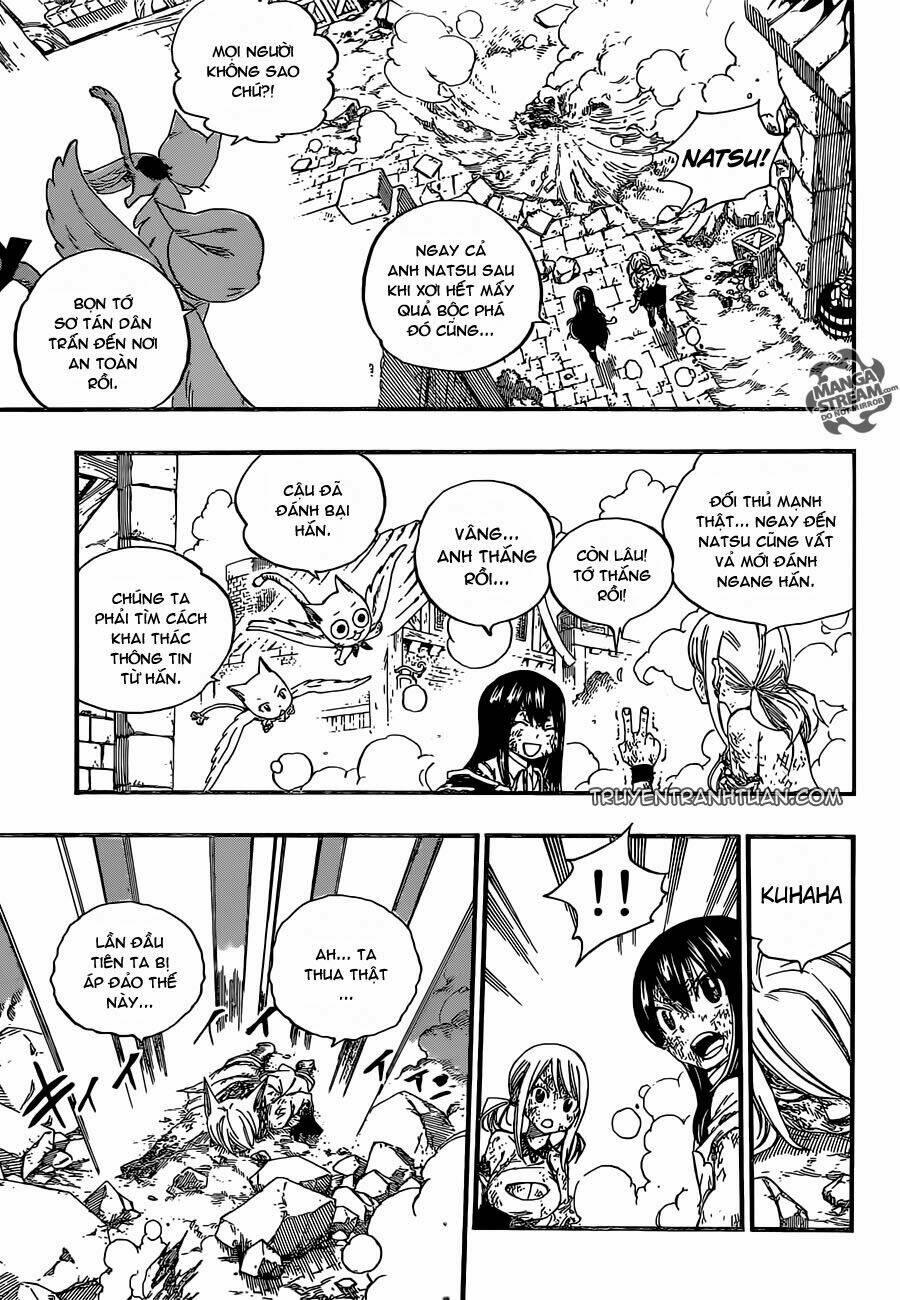 NATSU!
MỌI NGƯỜI
KHÔNG SAO
CHỨ?!
NGAY CẢ
ANH NATSU SAU
KHI XƠI HẾT MẤY
QUẢ BỘC PHÁ
ĐÓ CŨNG...
BỌN TỚ
SƠ TÁN DÂN
TRẤN ĐẾN NƠI
AN TOÀN
RỒI.
MANGA
STREAM.com
DO NOT MIRROR
ĐỐI THỦ MẠNH
THẬT... NGAY ĐẾN
NATSU CŨNG VẤT
VẢ MỚI ĐÁNH
NGANG HẮN.
CÒN LÂU!
TỚ THẮNG
RỒI!
VÂNG...
ANH THẮNG
RỒI...
CẬU ĐÃ
ĐÁNH BẠI
HẮN.
CHÚNG TA
PHẢI TÌM CÁCH
KHAI THÁC
THÔNG TIN
TỪ HẮN.
TRUYENTRANHTUAN.COM
KUHAHA
!!
AH... TA
THUA THẬT
...
LẦN ĐẦU
TIÊN TA BỊ
ÁP ĐẢO THẾ
NÀY...